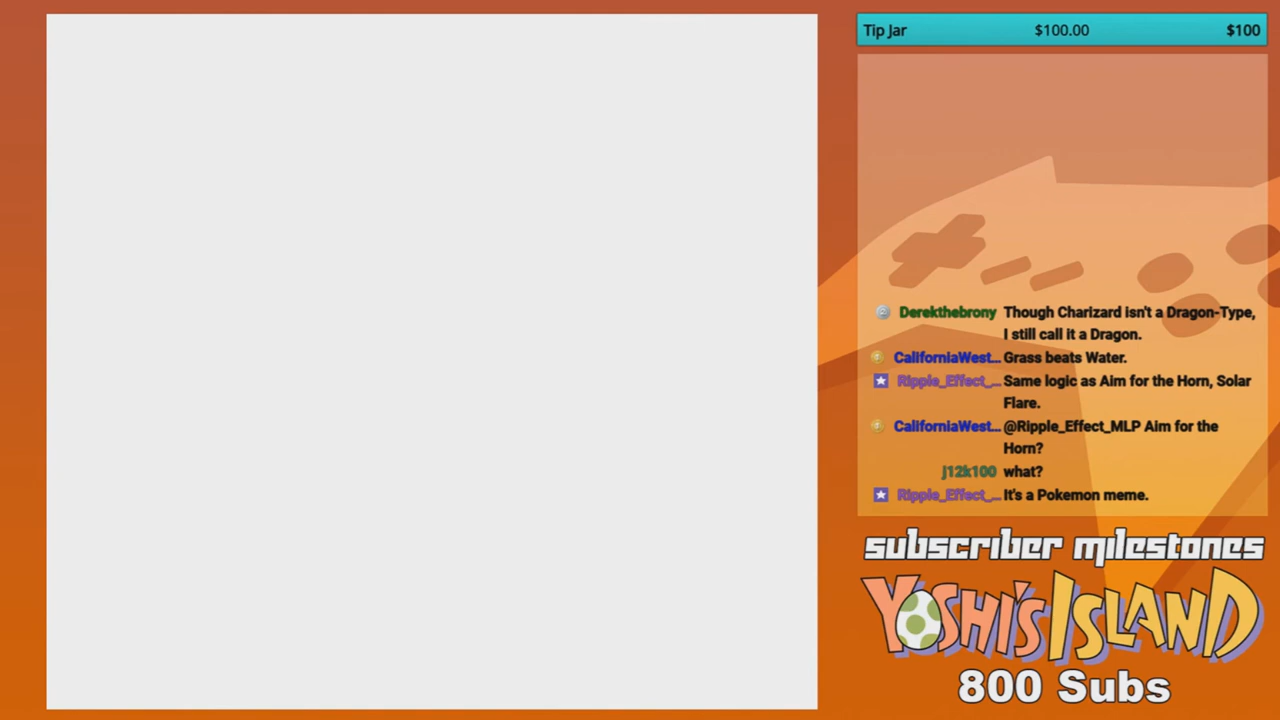 Tip Jar $100.00 $100
Derekthebrony Though Charizard isn't a Dragon-Type,
I still call it a Dragon.
CaliforniaWest... Grass beats Water.
Ripple_Effect_... Same logic as Aim for the Horn, Solar
Flare.
CaliforniaWest... @Ripple_Effect_MLP Aim for the
Horn?
J12k100 what?
Ripple_Effect_... It's a Pokemon meme.
subscriber milestones
YOSHI'S ISLAND
800 Subs